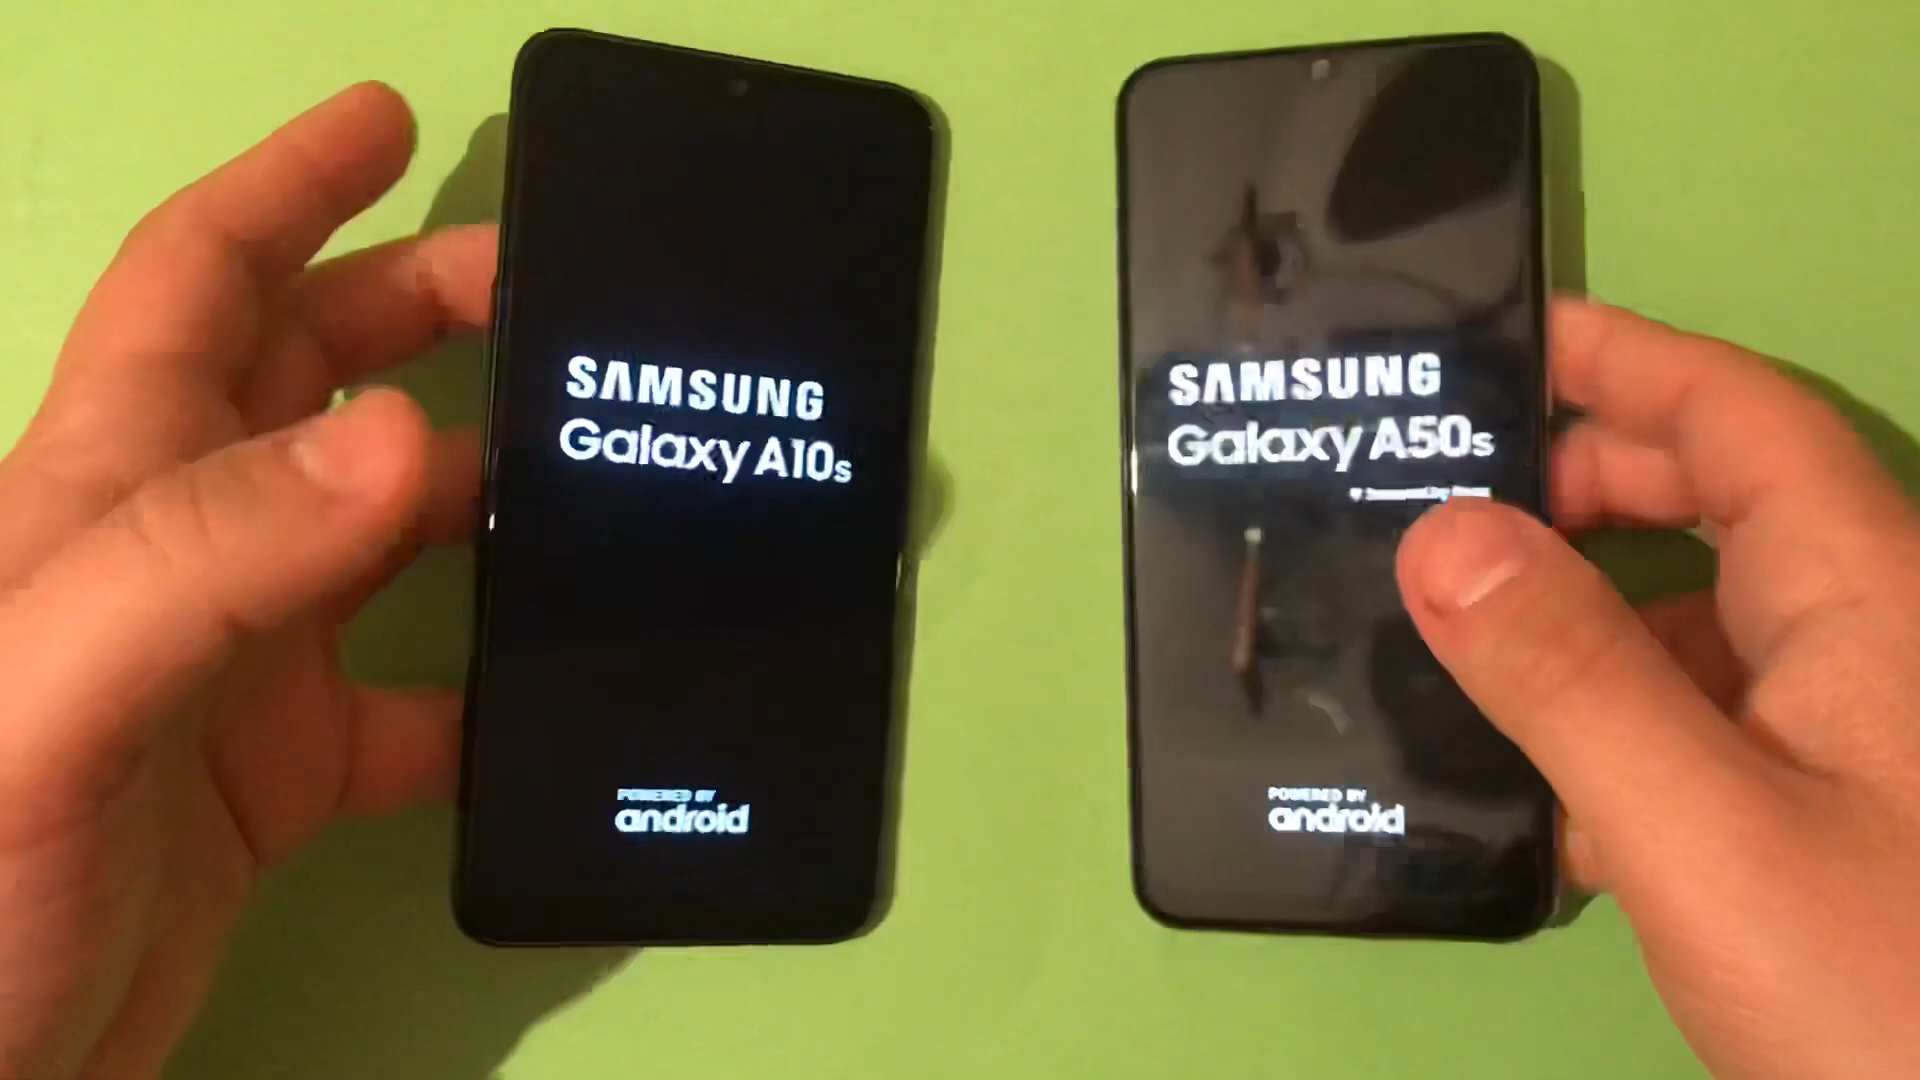 SAMSUNG
Galaxy A10s
POWERED BY
android
SAMSUNG
Galaxy A50s
POWERED BY
android